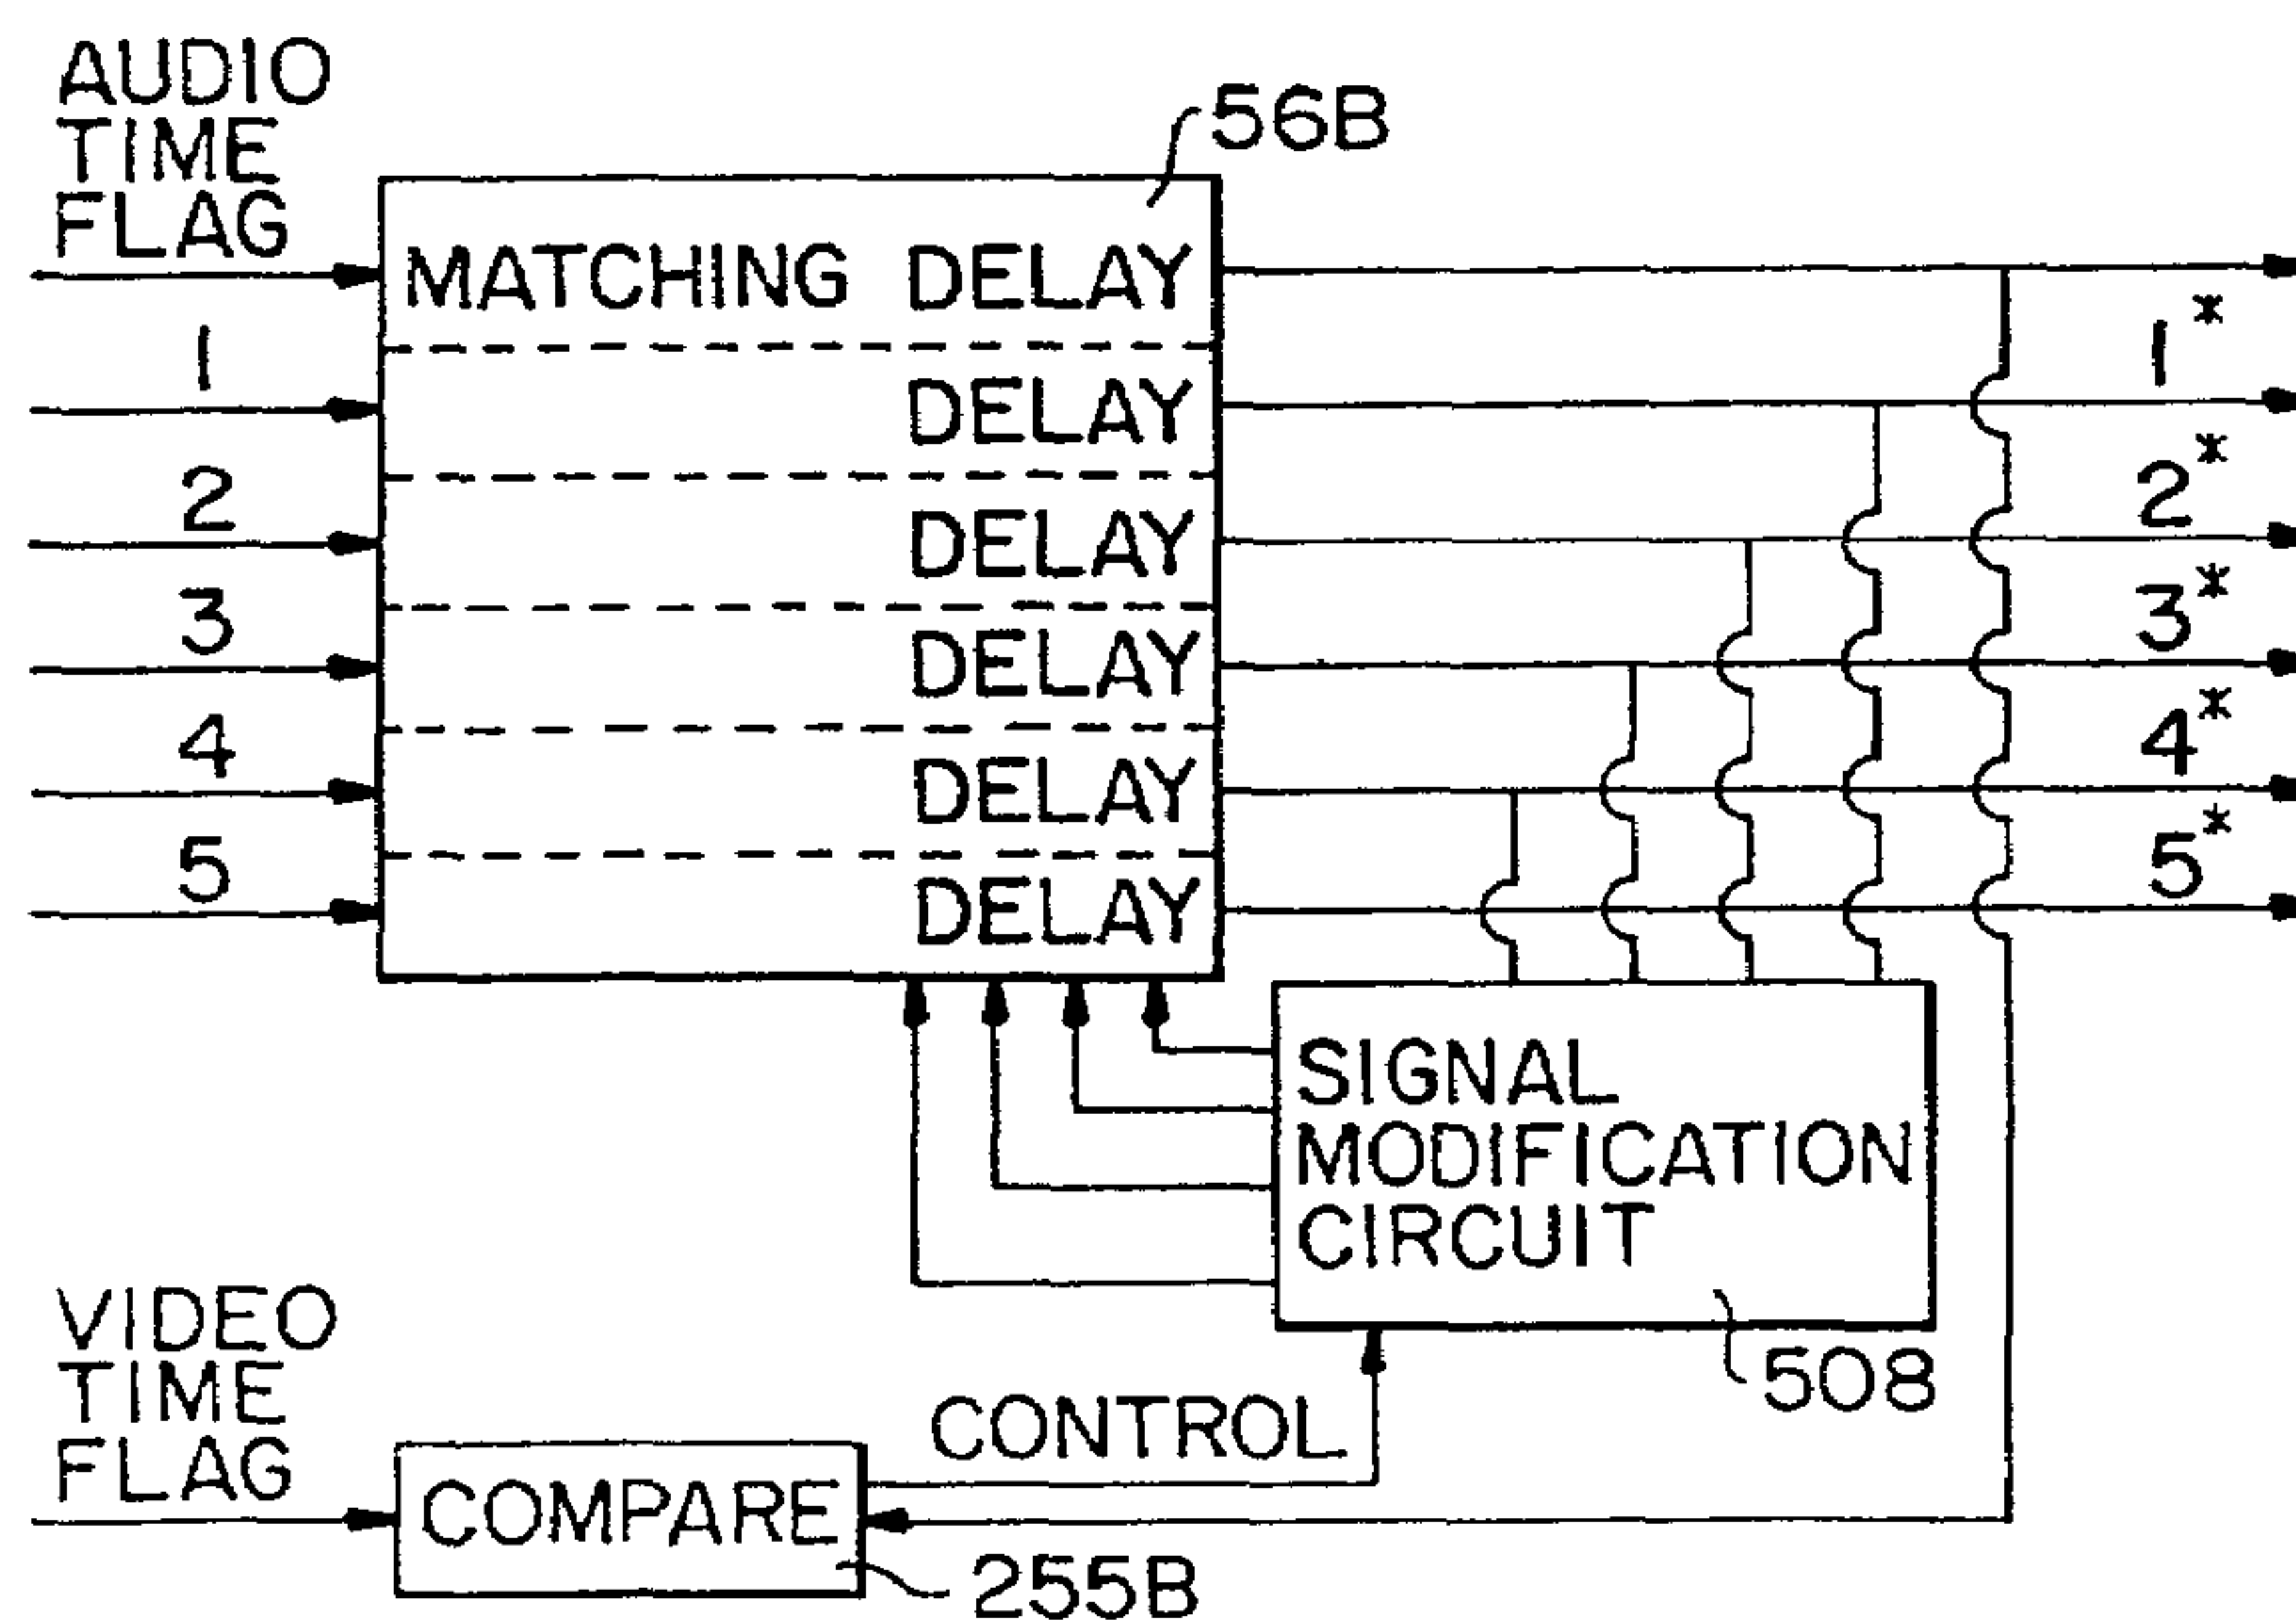 AUDIO
TIME
FLAG
56B
MATCHING DELAY
1
DELAY
1*
2
DELAY
2*
3
DELAY
3*
4
DELAY
4*
5
DELAY
5*
SIGNAL
MODIFICATION
CIRCUIT
508
VIDEO
TIME
FLAG
CONTROL
COMPARE
255B